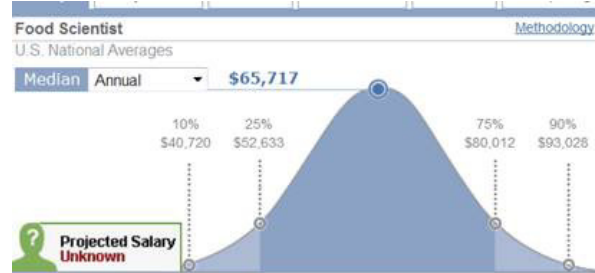 Food Scientist
Methodology
U.S. National Averages
Median Annual $65,717
10% 25% 75% 90%
$40,720 $52,633 $80,012 $93,028
?
Projected Salary
Unknown